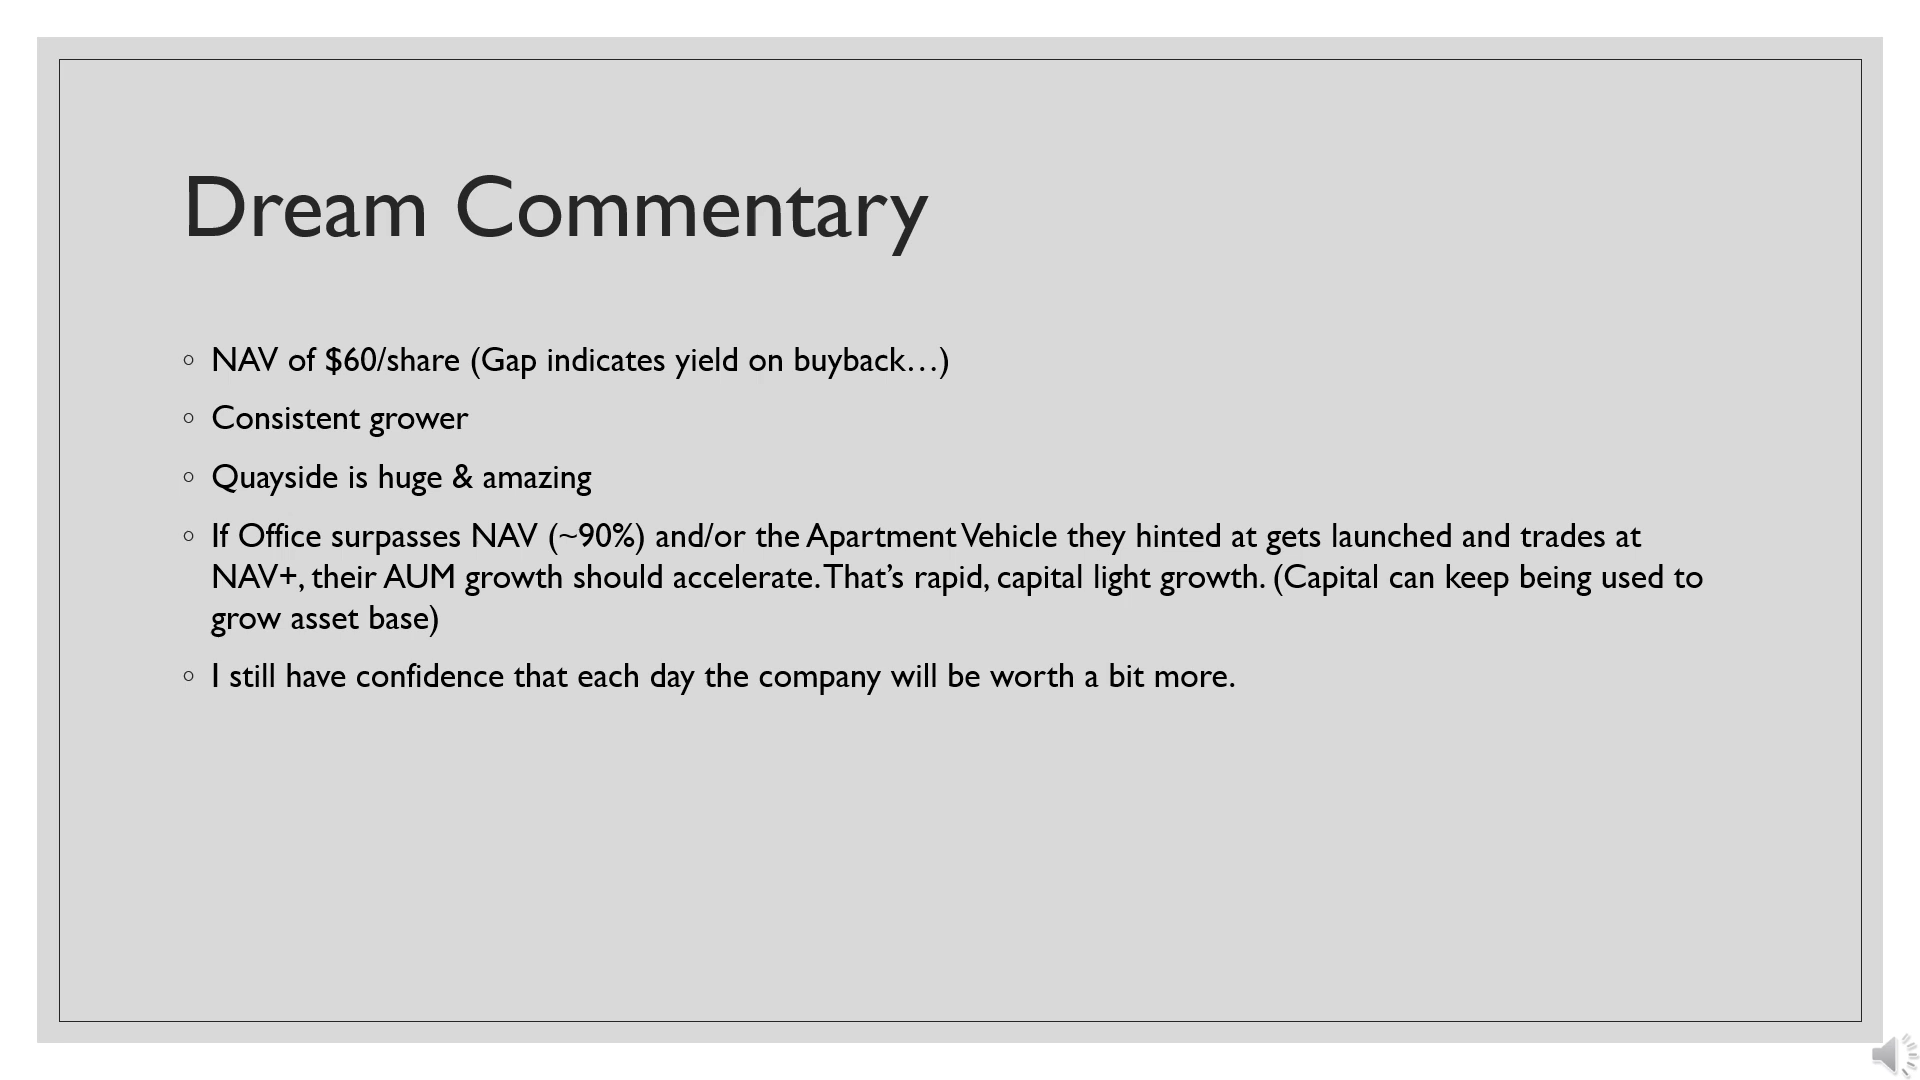 Dream Commentary
◦ NAV of $60/share (Gap indicates yield on buyback…)
◦ Consistent grower
◦ Quayside is huge & amazing
◦ If Office surpasses NAV (~90%) and/or the Apartment Vehicle they hinted at gets launched and trades at
NAV+, their AUM growth should accelerate. That’s rapid, capital light growth. (Capital can keep being used to
grow asset base)
◦ I still have confidence that each day the company will be worth a bit more.